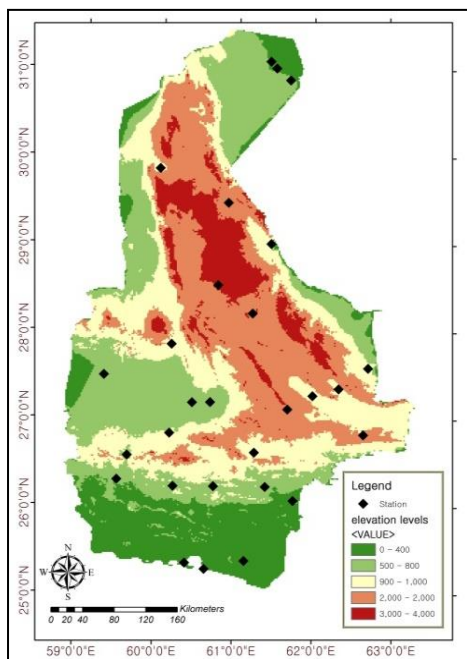 31°0'0"N
30°0'0"N
29°0'0"N
28°0'0"N
27°0'0"N
26°0'0"N
25°0'0"N
Legend
Station
elevation levels
<VALUE>
0 - 400
500 - 800
900 - 1,000
2,000 - 2,000
3,000 - 4,000
N
W E
S
0 20 40 80 120 160 Kilometers
59°0'0"E 60°0'0"E 61°0'0"E 62°0'0"E 63°0'0"E